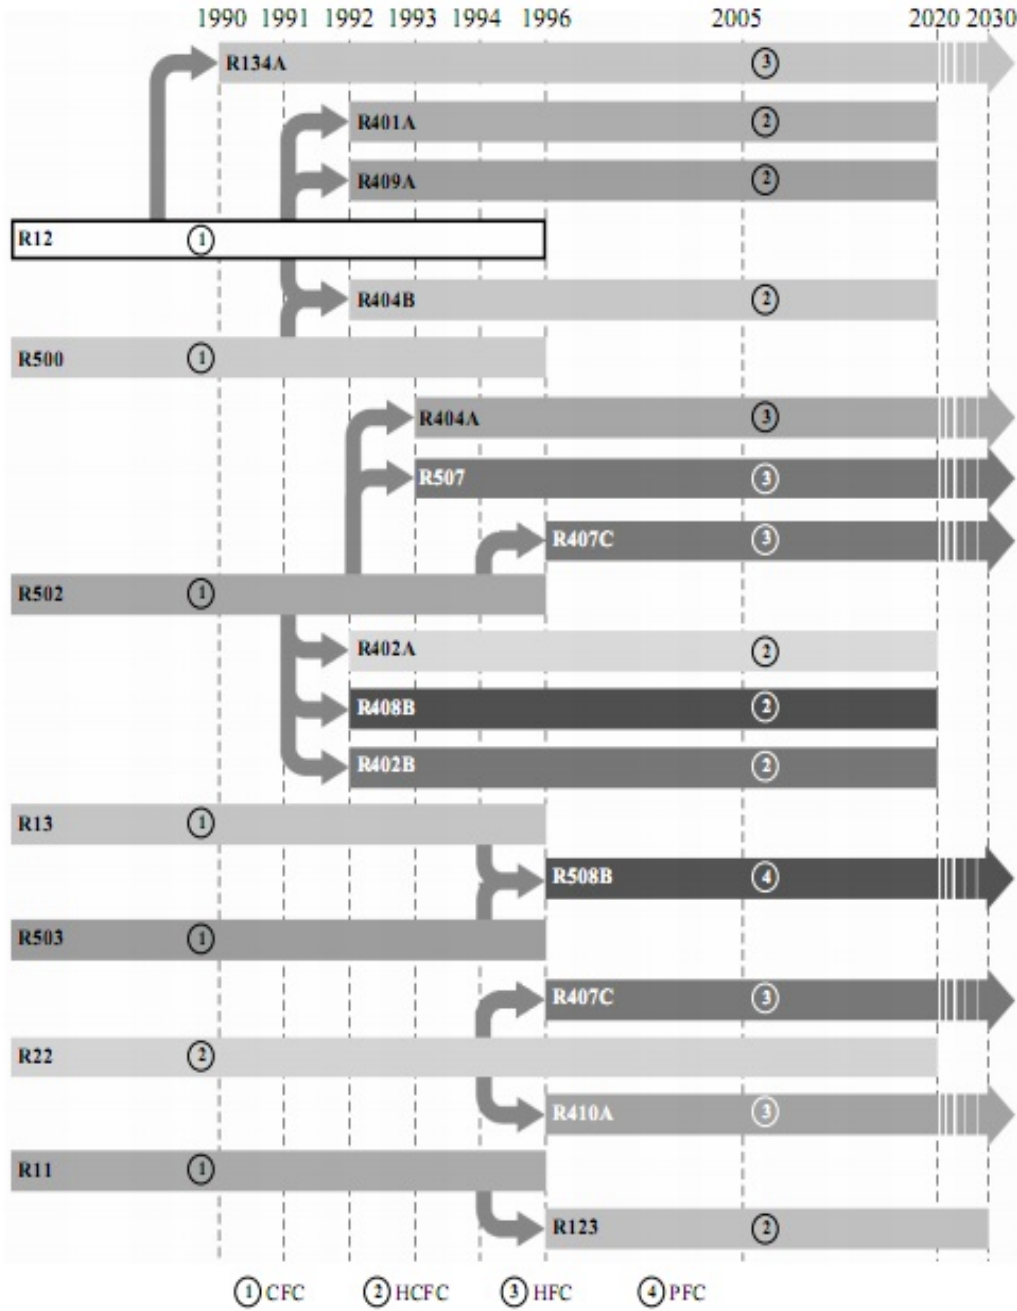 1990 1991 1992 1993 1994 1996 2005 2020 2030
R134A 3
R401A 2
R409A 2
R12 1
R404B 2
R500 1
R404A 3
R507 3
R407C 3
R502 1
R402A 2
R408B 2
R402B 2
R13 1
R508B 4
R503 1
R407C 3
R22 2
R410A 3
R11 1
R123 2
1 CFC 2 HCFC 3 HFC 4 PFC